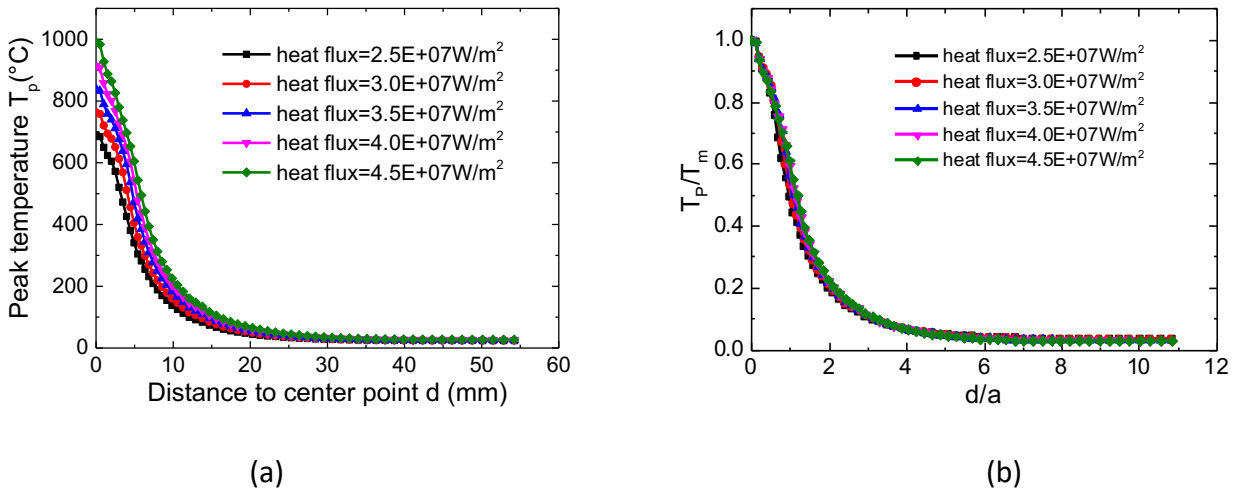 1000
800
600
400
200
0
Peak temperature Tp(°C)
heat flux=2.5E+07W/m²
heat flux=3.0E+07W/m²
heat flux=3.5E+07W/m²
heat flux=4.0E+07W/m²
heat flux=4.5E+07W/m²
0 10 20 30 40 50 60
Distance to center point d (mm)
(a)
1.0
0.8
0.6
0.4
0.2
0.0
TP/Tm
heat flux=2.5E+07W/m²
heat flux=3.0E+07W/m²
heat flux=3.5E+07W/m²
heat flux=4.0E+07W/m²
heat flux=4.5E+07W/m²
0 2 4 6 8 10 12
d/a
(b)